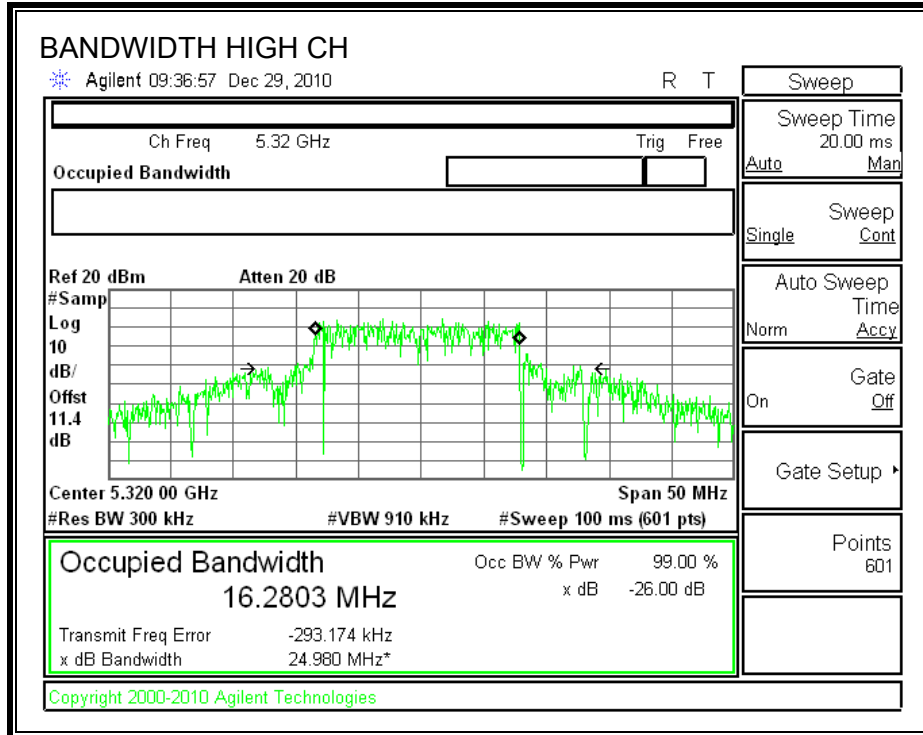 BANDWIDTH HIGH CH
Agilent 09:36:57 Dec 29, 2010 R T
Ch Freq 5.32 GHz Trig Free
Occupied Bandwidth
Ref 20 dBm Atten 20 dB
#Samp
Log
10
dB/
Offst
11.4
dB
Center 5.320 00 GHz Span 50 MHz
#Res BW 300 kHz #VBW 910 kHz #Sweep 100 ms (601 pts)
Occupied Bandwidth Occ BW % Pwr 99.00 %
16.2803 MHz x dB -26.00 dB
Transmit Freq Error -293.174 kHz
x dB Bandwidth 24.980 MHz*
Copyright 2000-2010 Agilent Technologies
Sweep
Sweep Time
20.00 ms
Auto Man
Sweep
Single Cont
Auto Sweep
Time
Norm Accy
Gate
On Off
Gate Setup
Points
601